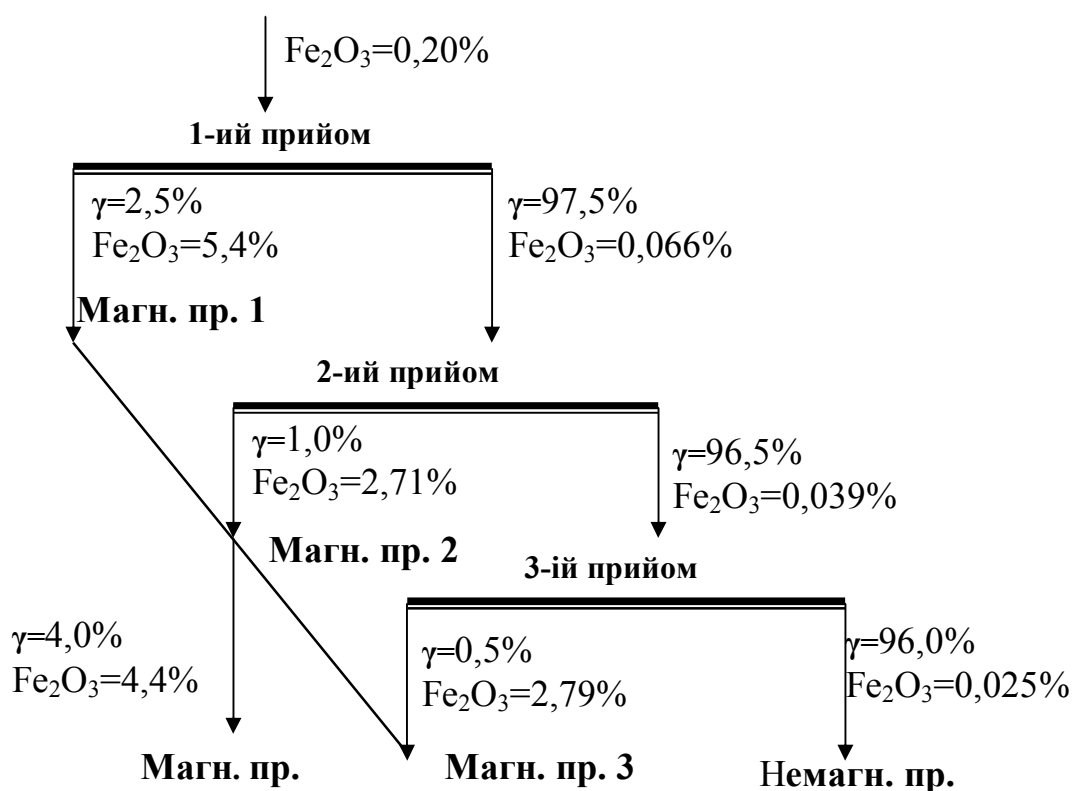 Fe₂O₃=0,20%
1-ий прийом
γ=2,5%
Fe₂O₃=5,4%
γ=97,5%
Fe₂O₃=0,066%
Магн. пр. 1
2-ий прийом
γ=1,0%
Fe₂O₃=2,71%
γ=96,5%
Fe₂O₃=0,039%
Магн. пр. 2
3-ій прийом
γ=4,0%
Fe₂O₃=4,4%
γ=0,5%
Fe₂O₃=2,79%
γ=96,0%
Fe₂O₃=0,025%
Магн. пр.
Магн. пр. 3
Немагн. пр.